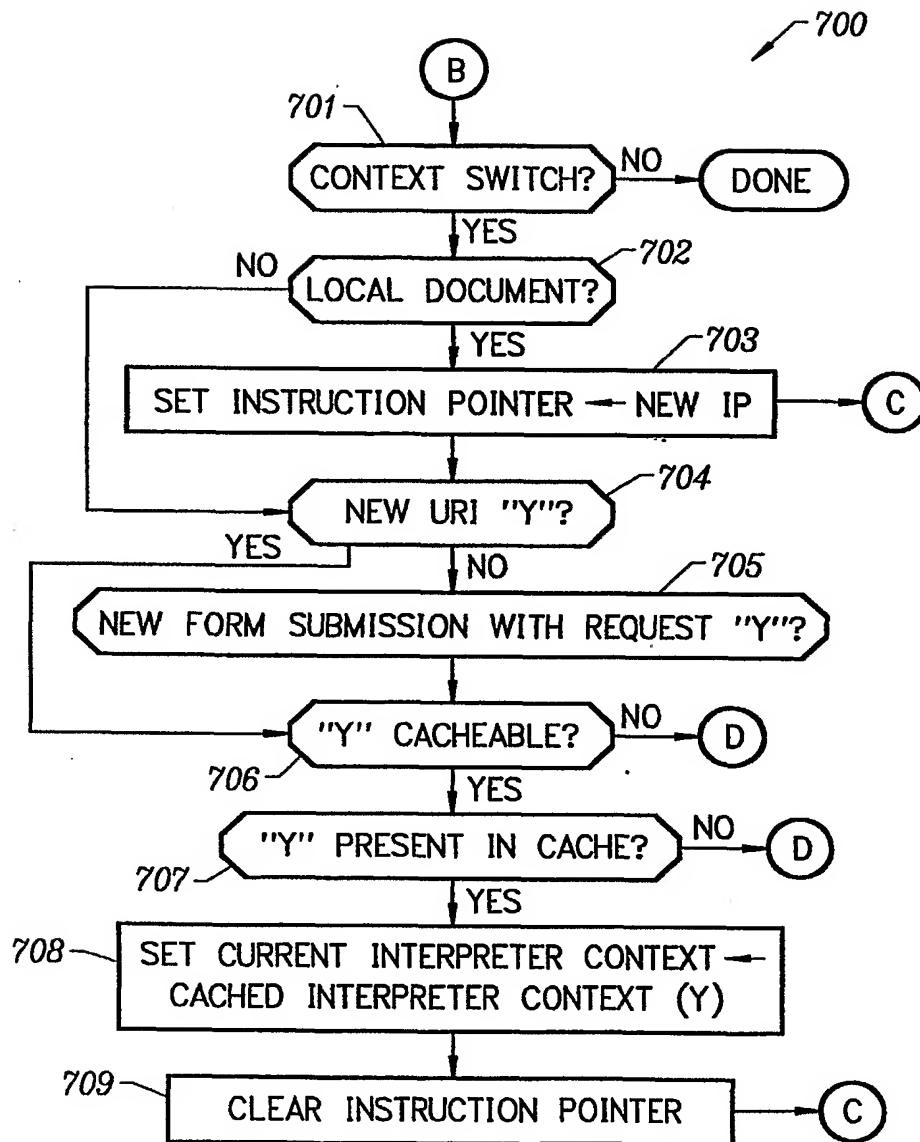 700
B
701
CONTEXT SWITCH?
NO
DONE
YES
702
NO
LOCAL DOCUMENT?
YES
703
SET INSTRUCTION POINTER ← NEW IP
C
704
NEW URI "Y"?
YES
NO
705
NEW FORM SUBMISSION WITH REQUEST "Y"?
"Y" CACHEABLE?
NO
D
706
YES
"Y" PRESENT IN CACHE?
NO
D
707
YES
708
SET CURRENT INTERPRETER CONTEXT ←
CACHED INTERPRETER CONTEXT (Y)
709
CLEAR INSTRUCTION POINTER
C